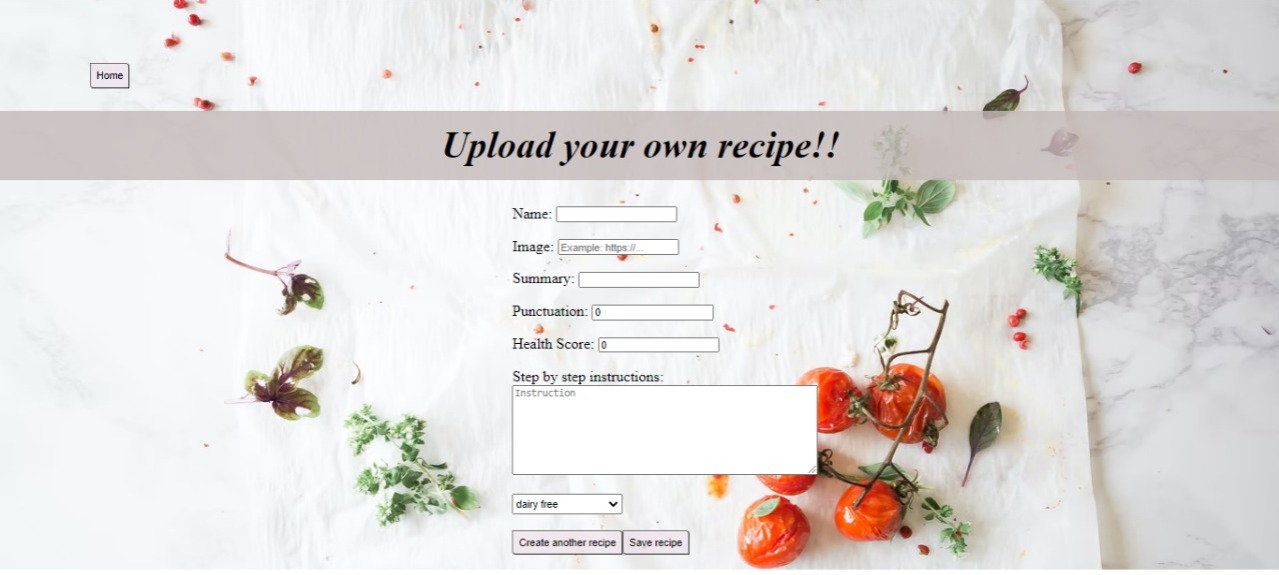 Home
Upload your own recipe!!
Name:
Image: Example: https://...
Summary:
Punctuation: 0
Health Score: 0
Step by step instructions:
Instruction
dairy free
Create another recipe Save recipe